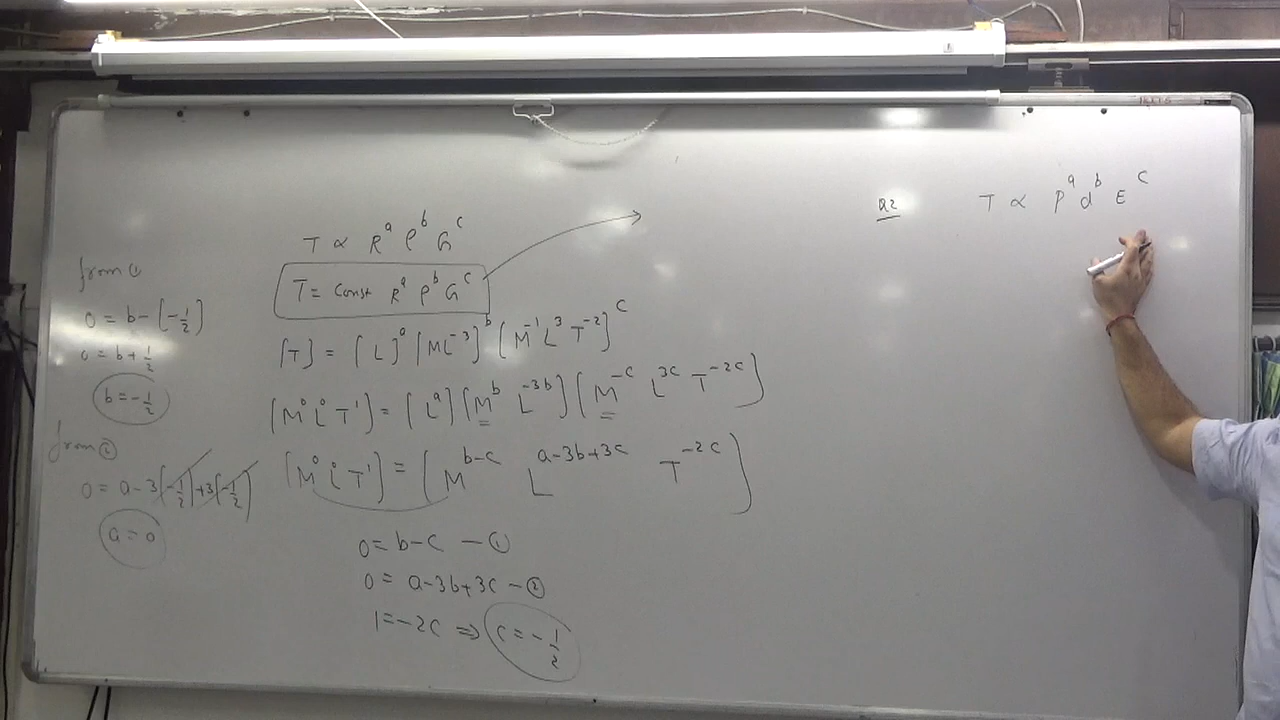 T ∝ R^a ρ^b G^c
T = Const R^a ρ^b G^c
[T] = [L]^a [ML^-3]^b [M^-1 L^3 T^-2]^c
[M^0 L^0 T^1] = [L^a] [M^b L^-3b] [M^-c L^3c T^-2c]
[M^0 L^0 T^1] = [M^b-c L^a-3b+3c T^-2c]
0 = b-c — ①
0 = a-3b+3c — ②
1 = -2c ⇒ c = -1/2
from ①
0 = b-(-1/2)
0 = b+1/2
b = -1/2
from ②
0 = a-3(-1/2)+3(-1/2)
a = 0
Q2 T ∝ P^a d^b E^c